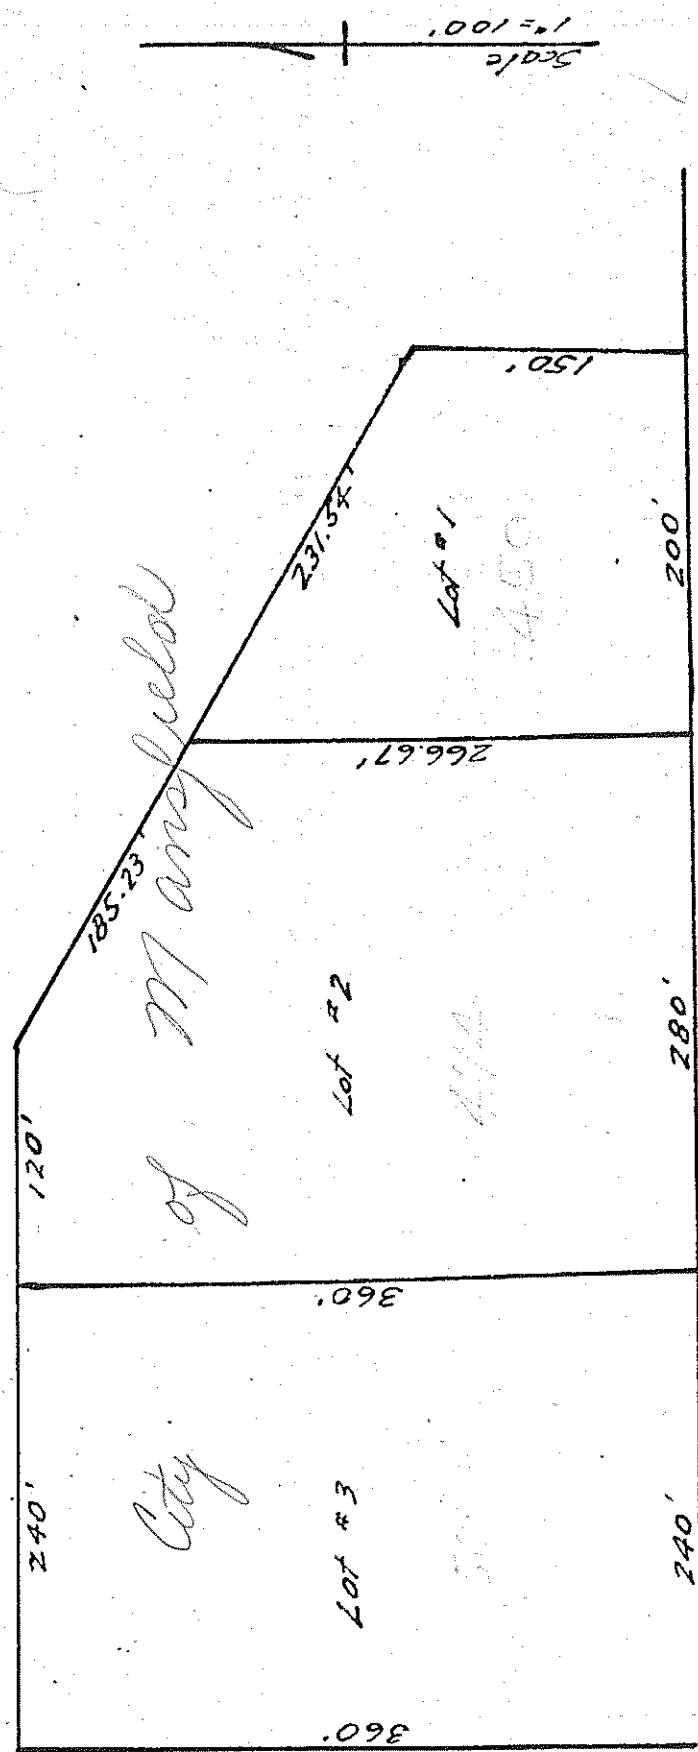 Scale
1"=100'
150'
231.54'
Lot #1
200'
266.67'
185.23'
Lot #2
280'
120'
360'
240'
Lot #3
240'
360'
City of Mansfield